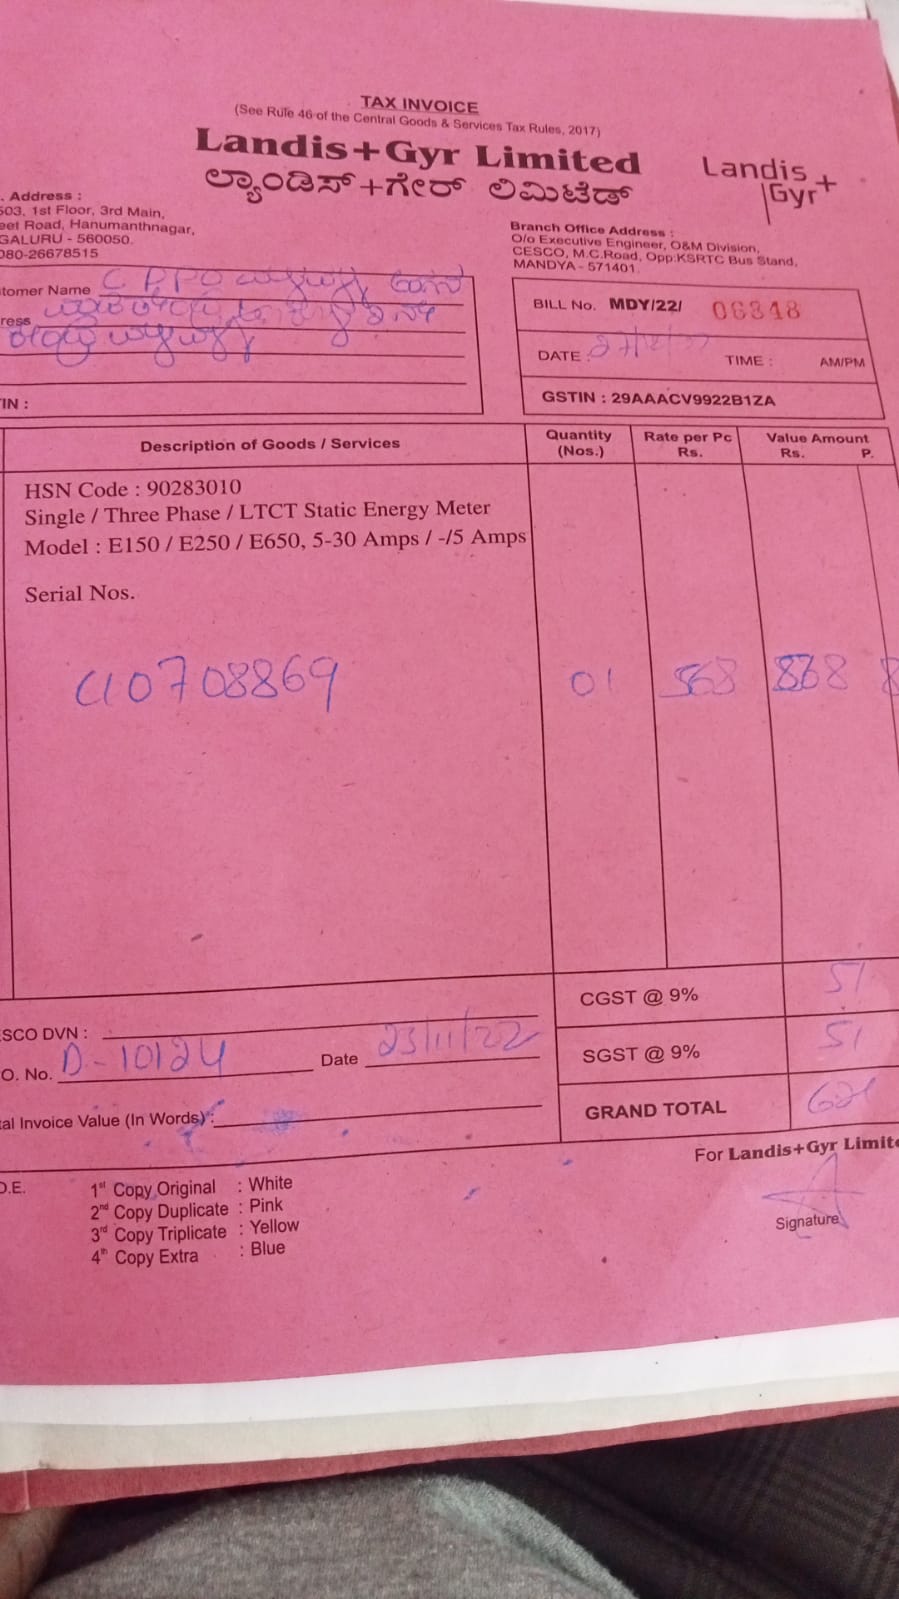 TAX INVOICE
(See Rule 46 of the Central Goods & Services Tax Rules, 2017)
Landis+Gyr Limited
ಲ್ಯಾಂಡಿಸ್+ಗೇರ್ ಲಿಮಿಟೆಡ್
Landis
Gyr+
. Address :
503, 1st Floor, 3rd Main,
eet Road, Hanumanthnagar,
GALURU - 560050.
080-26678515
Branch Office Address :
O/o Executive Engineer, O&M Division,
CESCO, M.C.Road, Opp:KSRTC Bus Stand,
MANDYA - 571401.
tomer Name
ress
IN :
BILL No. MDY/22/ 06348
DATE : TIME : AM/PM
GSTIN : 29AAACV9922B1ZA
Description of Goods / Services Quantity (Nos.) Rate per Pc Rs. Value Amount Rs. P.
HSN Code : 90283010
Single / Three Phase / LTCT Static Energy Meter
Model : E150 / E250 / E650, 5-30 Amps / -/5 Amps
Serial Nos.
10708869 01 568
CGST @ 9% 51
SGST @ 9% 51
GRAND TOTAL
SCO DVN :
O. No. D-10124 Date 23/11/22
al Invoice Value (In Words) :
For Landis+Gyr Limite
Signature
O.E.
1st Copy Original : White
2nd Copy Duplicate : Pink
3rd Copy Triplicate : Yellow
4th Copy Extra : Blue